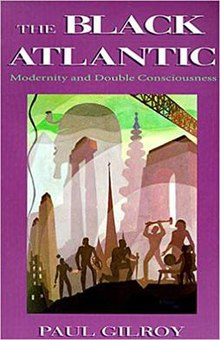 THE BLACK
ATLANTIC
Modernity and Double Consciousness
PAUL GILROY